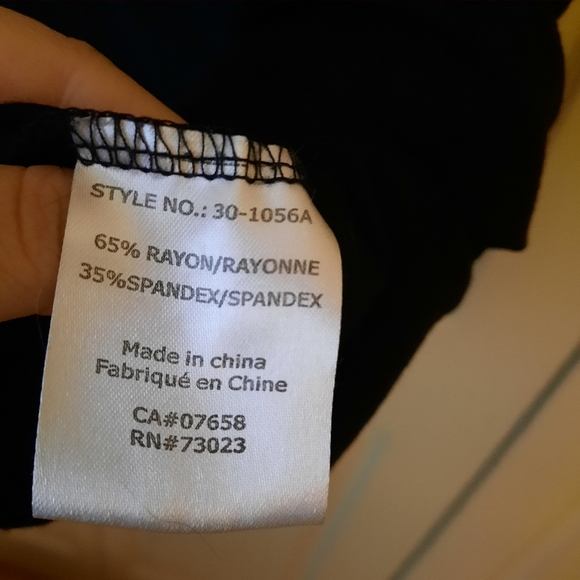 STYLE NO.: 30-1056A
65% RAYON/RAYONNE
35%SPANDEX/SPANDEX
Made in china
Fabriqué en Chine
CA#07658
RN#73023